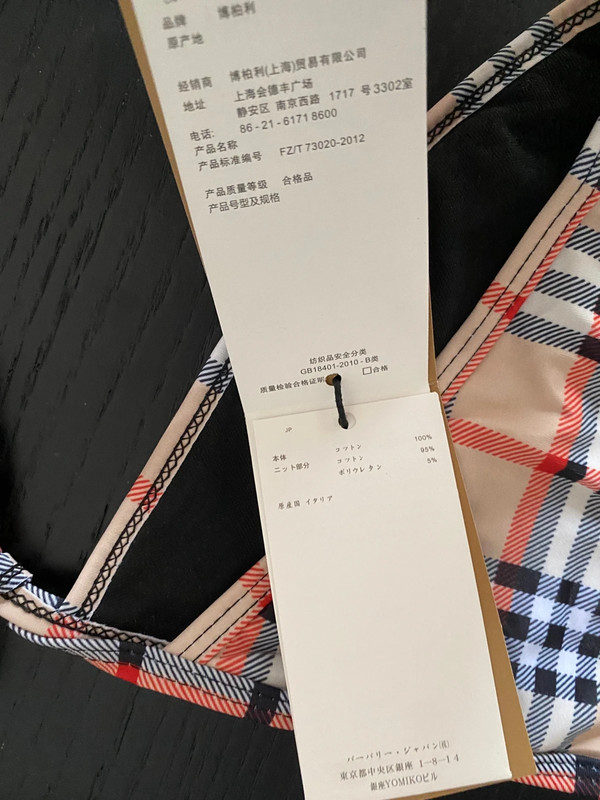 品牌 博柏利
原产地
经销商 博柏利(上海)贸易有限公司
地址 上海会德丰广场
静安区 南京西路 1717 号3302室
电话: 86-21-6171 8600
产品名称
产品标准编号 FZ/T 73020-2012
产品质量等级 合格品
产品号型及规格
纺织品安全分类
GB18401-2010-B类
质量检验合格证明 □合格
JP
本体 コットン 100%
ニット部分 コットン 95%
ポリウレタン 5%
原産国 イタリア
バーバリー・ジャパン(株)
東京都中央区銀座 1-8-14
銀座YOMIKOビル